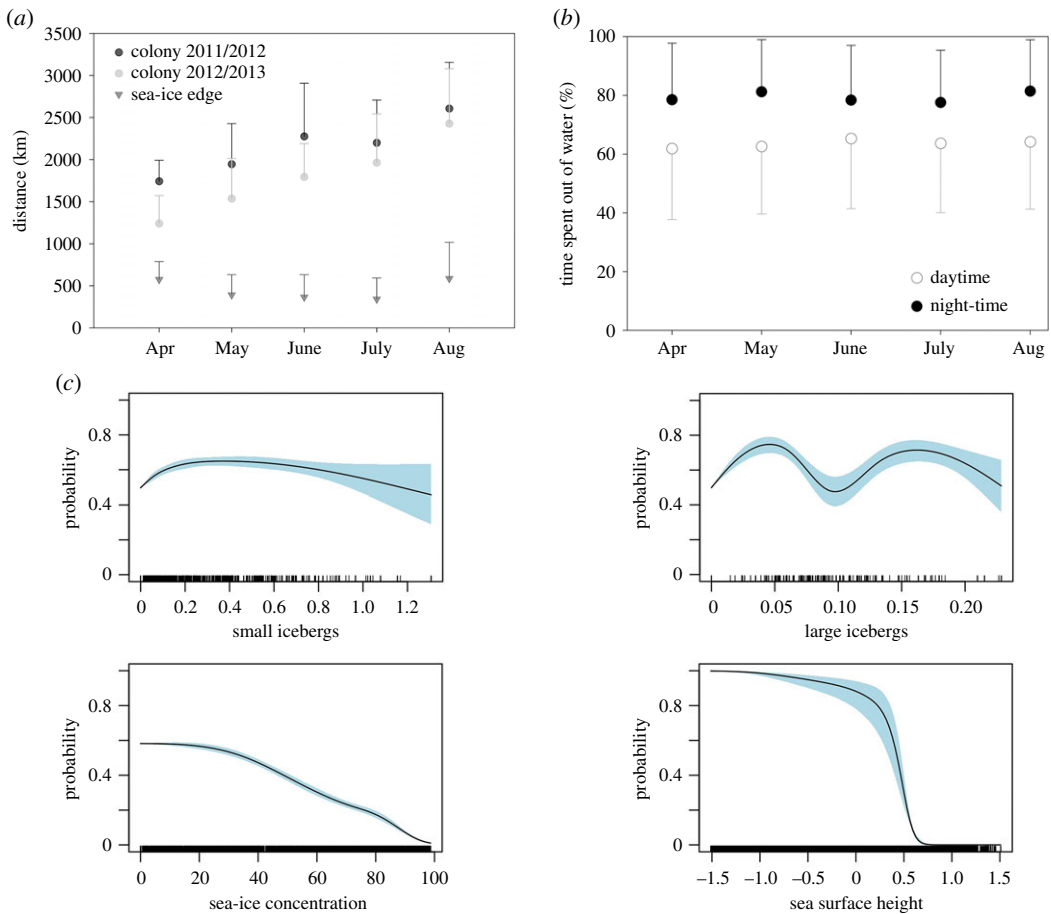 (a)
3500
3000
2500
2000
1500
1000
500
0
distance (km)
colony 2011/2012
colony 2012/2013
sea-ice edge
Apr May June July Aug
(b)
100
80
60
40
20
0
time spent out of water (%)
daytime
night-time
Apr May June July Aug
(c)
0.8
0.4
0
probability
0 0.2 0.4 0.6 0.8 1.0 1.2
small icebergs
0.8
0.4
0
probability
0 0.05 0.10 0.15 0.20
large icebergs
0.8
0.4
0
probability
0 20 40 60 80 100
sea-ice concentration
0.8
0.4
0
probability
–1.5 –1.0 –0.5 0 0.5 1.0 1.5
sea surface height